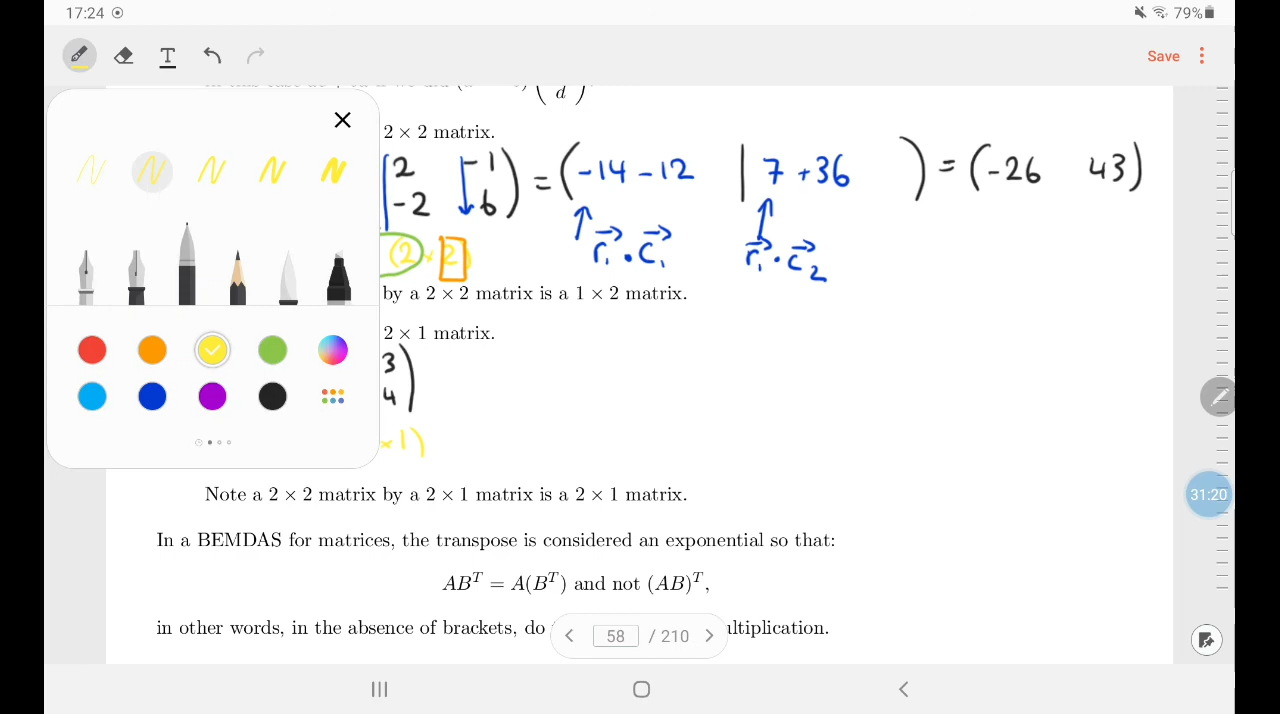 17:24 79%
T Save
d
2 × 2 matrix.
2 -1 ) = ( -14 -12 | 7 +36 ) = ( -26 43 )
-2 6
r₁ · c₁ r₁ · c₂
(2) × 2
by a 2 × 2 matrix is a 1 × 2 matrix.
2 × 1 matrix.
3
4
× 1)
31:20
Note a 2 × 2 matrix by a 2 × 1 matrix is a 2 × 1 matrix.
In a BEMDAS for matrices, the transpose is considered an exponential so that:
ABᵀ = A(Bᵀ) and not (AB)ᵀ,
in other words, in the absence of brackets, do
58 / 210